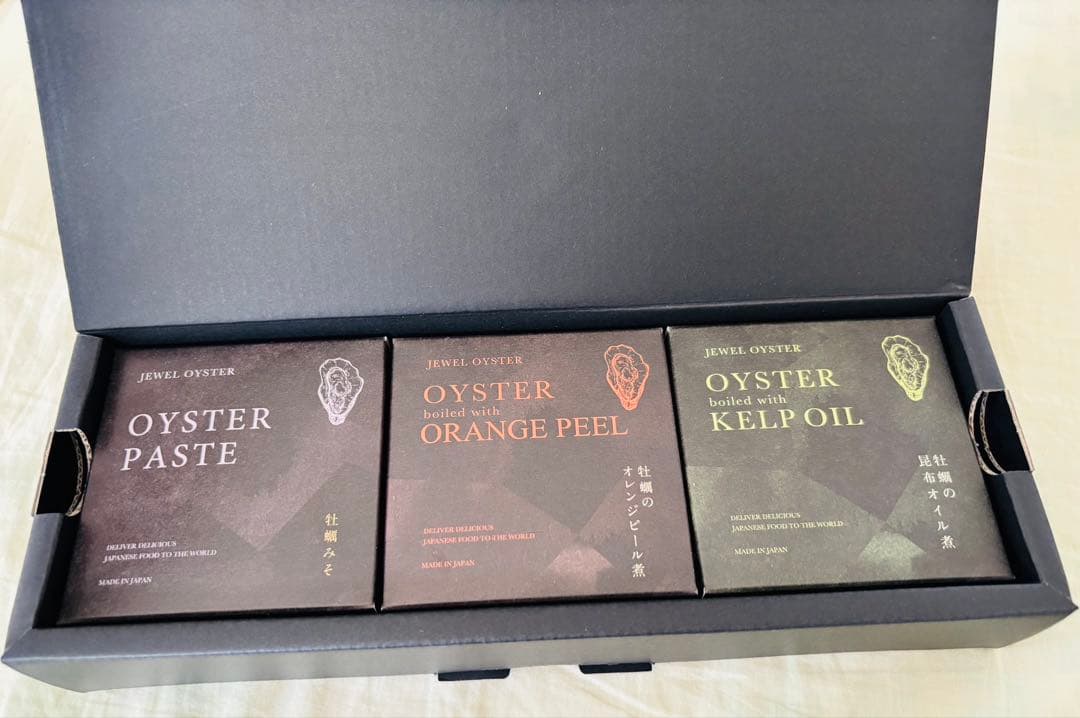 JEWEL OYSTER
OYSTER
PASTE
牡蠣みそ
DELIVER DELICIOUS
JAPANESE FOOD TO THE WORLD
MADE IN JAPAN
JEWEL OYSTER
OYSTER
boiled with
ORANGE PEEL
牡蠣の
オレンジピール煮
DELIVER DELICIOUS
JAPANESE FOOD TO THE WORLD
MADE IN JAPAN
JEWEL OYSTER
OYSTER
boiled with
KELP OIL
牡蠣の
昆布オイル煮
DELIVER DELICIOUS
JAPANESE FOOD TO THE WORLD
MADE IN JAPAN